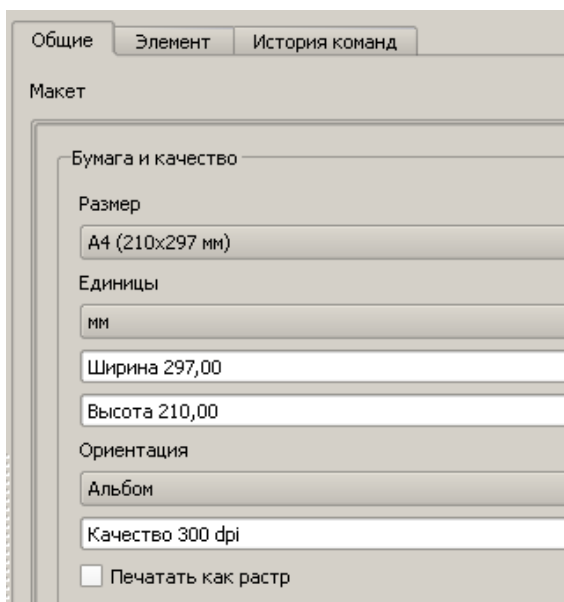 Общие Элемент История команд
Макет
Бумага и качество
Размер
A4 (210x297 мм)
Единицы
мм
Ширина 297,00
Высота 210,00
Ориентация
Альбом
Качество 300 dpi
Печатать как растр